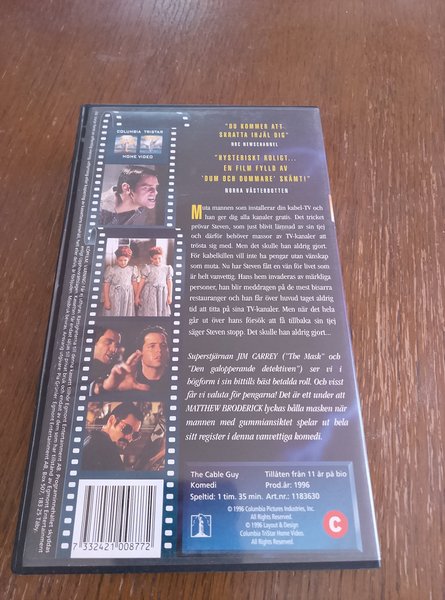 COLUMBIA TRISTAR
HOME VIDEO
"DU KOMMER ATT
SKRATTA IHJÄL DIG"
NBC NEWSCHANNEL
"HYSTERISKT ROLIGT...
EN FILM FYLLD AV
'DUM OCH DUMMARE' SKÄMT!"
NORRA VÄSTERBOTTEN
Muta mannen som installerar din kabel-TV och
han ger dig alla kanaler gratis. Det tricket
prövar Steven, som just blivit lämnad av sin tjej
och därför behöver massor av TV-kanaler att
trösta sig med. Men det skulle han aldrig gjort.
För kabelkillen vill inte ha pengar utan vänskap
som muta. Nu har Steven fått en vän för livet som är
helt vanvettig. Hans hem invaderas av märkliga
personer, han blir meddragen på de mest bisarra
restauranger och han får över huvud taget aldrig
tid att titta på sina TV-kanaler. Men när det hela
går ut över hans försök att få tillbaka sin tjej
säger Steven stopp. Det skulle han aldrig gjort...
Superstjärnan JIM CARREY ("The Mask" och
"Den galopperande detektiven") ser vi i
högform i sin hittills bäst betalda roll. Och visst
får vi valuta för pengarna! Det är ett under att
MATTHEW BRODERICK lyckas hålla masken när
mannen med gummiansiktet spelar ut hela
sitt register i denna vanvettiga komedi.
The Cable Guy
Komedi
Speltid: 1 tim. 35 min.
Tillåten från 11 år på bio
Prod.år: 1996
Art.nr.: 1183630
© 1996 Columbia Pictures Industries, Inc.
All Rights Reserved.
© 1996 Layout & Design
Columbia TriStar Home Video.
All Rights Reserved.
C
7 332421 008772